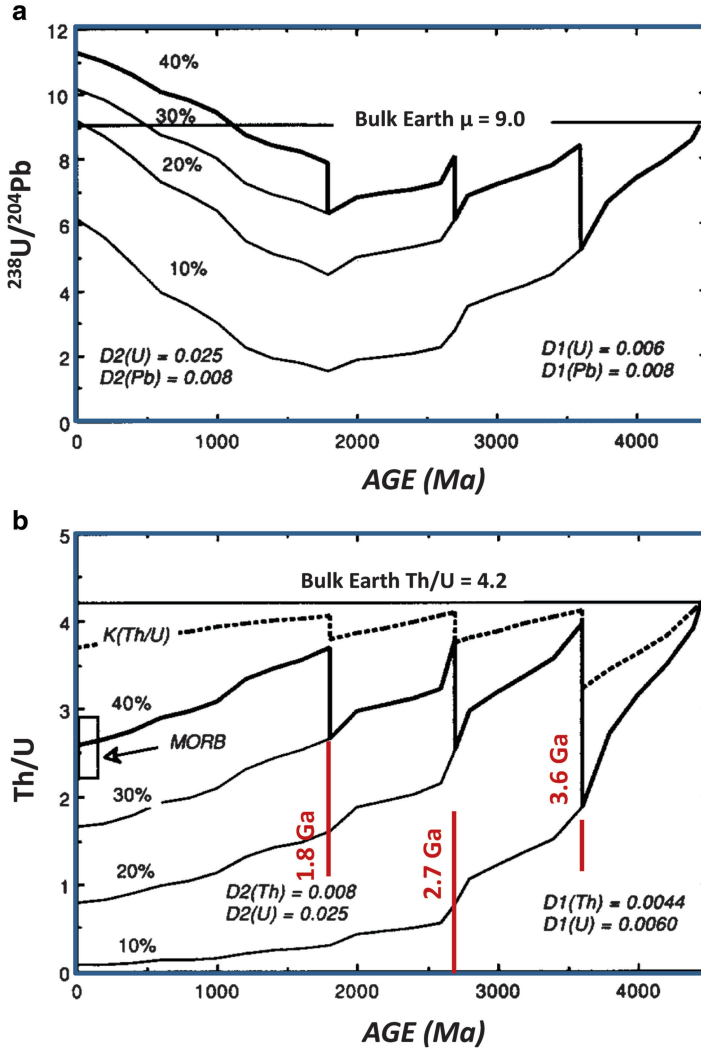 a
12
10
8
6
4
2
0
²³⁸U/²⁰⁴Pb
40%
30%
20%
10%
Bulk Earth μ = 9.0
D2(U) = 0.025
D2(Pb) = 0.008
D1(U) = 0.006
D1(Pb) = 0.008
0 1000 2000 3000 4000
AGE (Ma)
b
5
4
3
2
1
0
Th/U
Bulk Earth Th/U = 4.2
K(Th/U)
40%
MORB
30%
20%
10%
1.8 Ga
2.7 Ga
3.6 Ga
D2(Th) = 0.008
D2(U) = 0.025
D1(Th) = 0.0044
D1(U) = 0.0060
0 1000 2000 3000 4000
AGE (Ma)